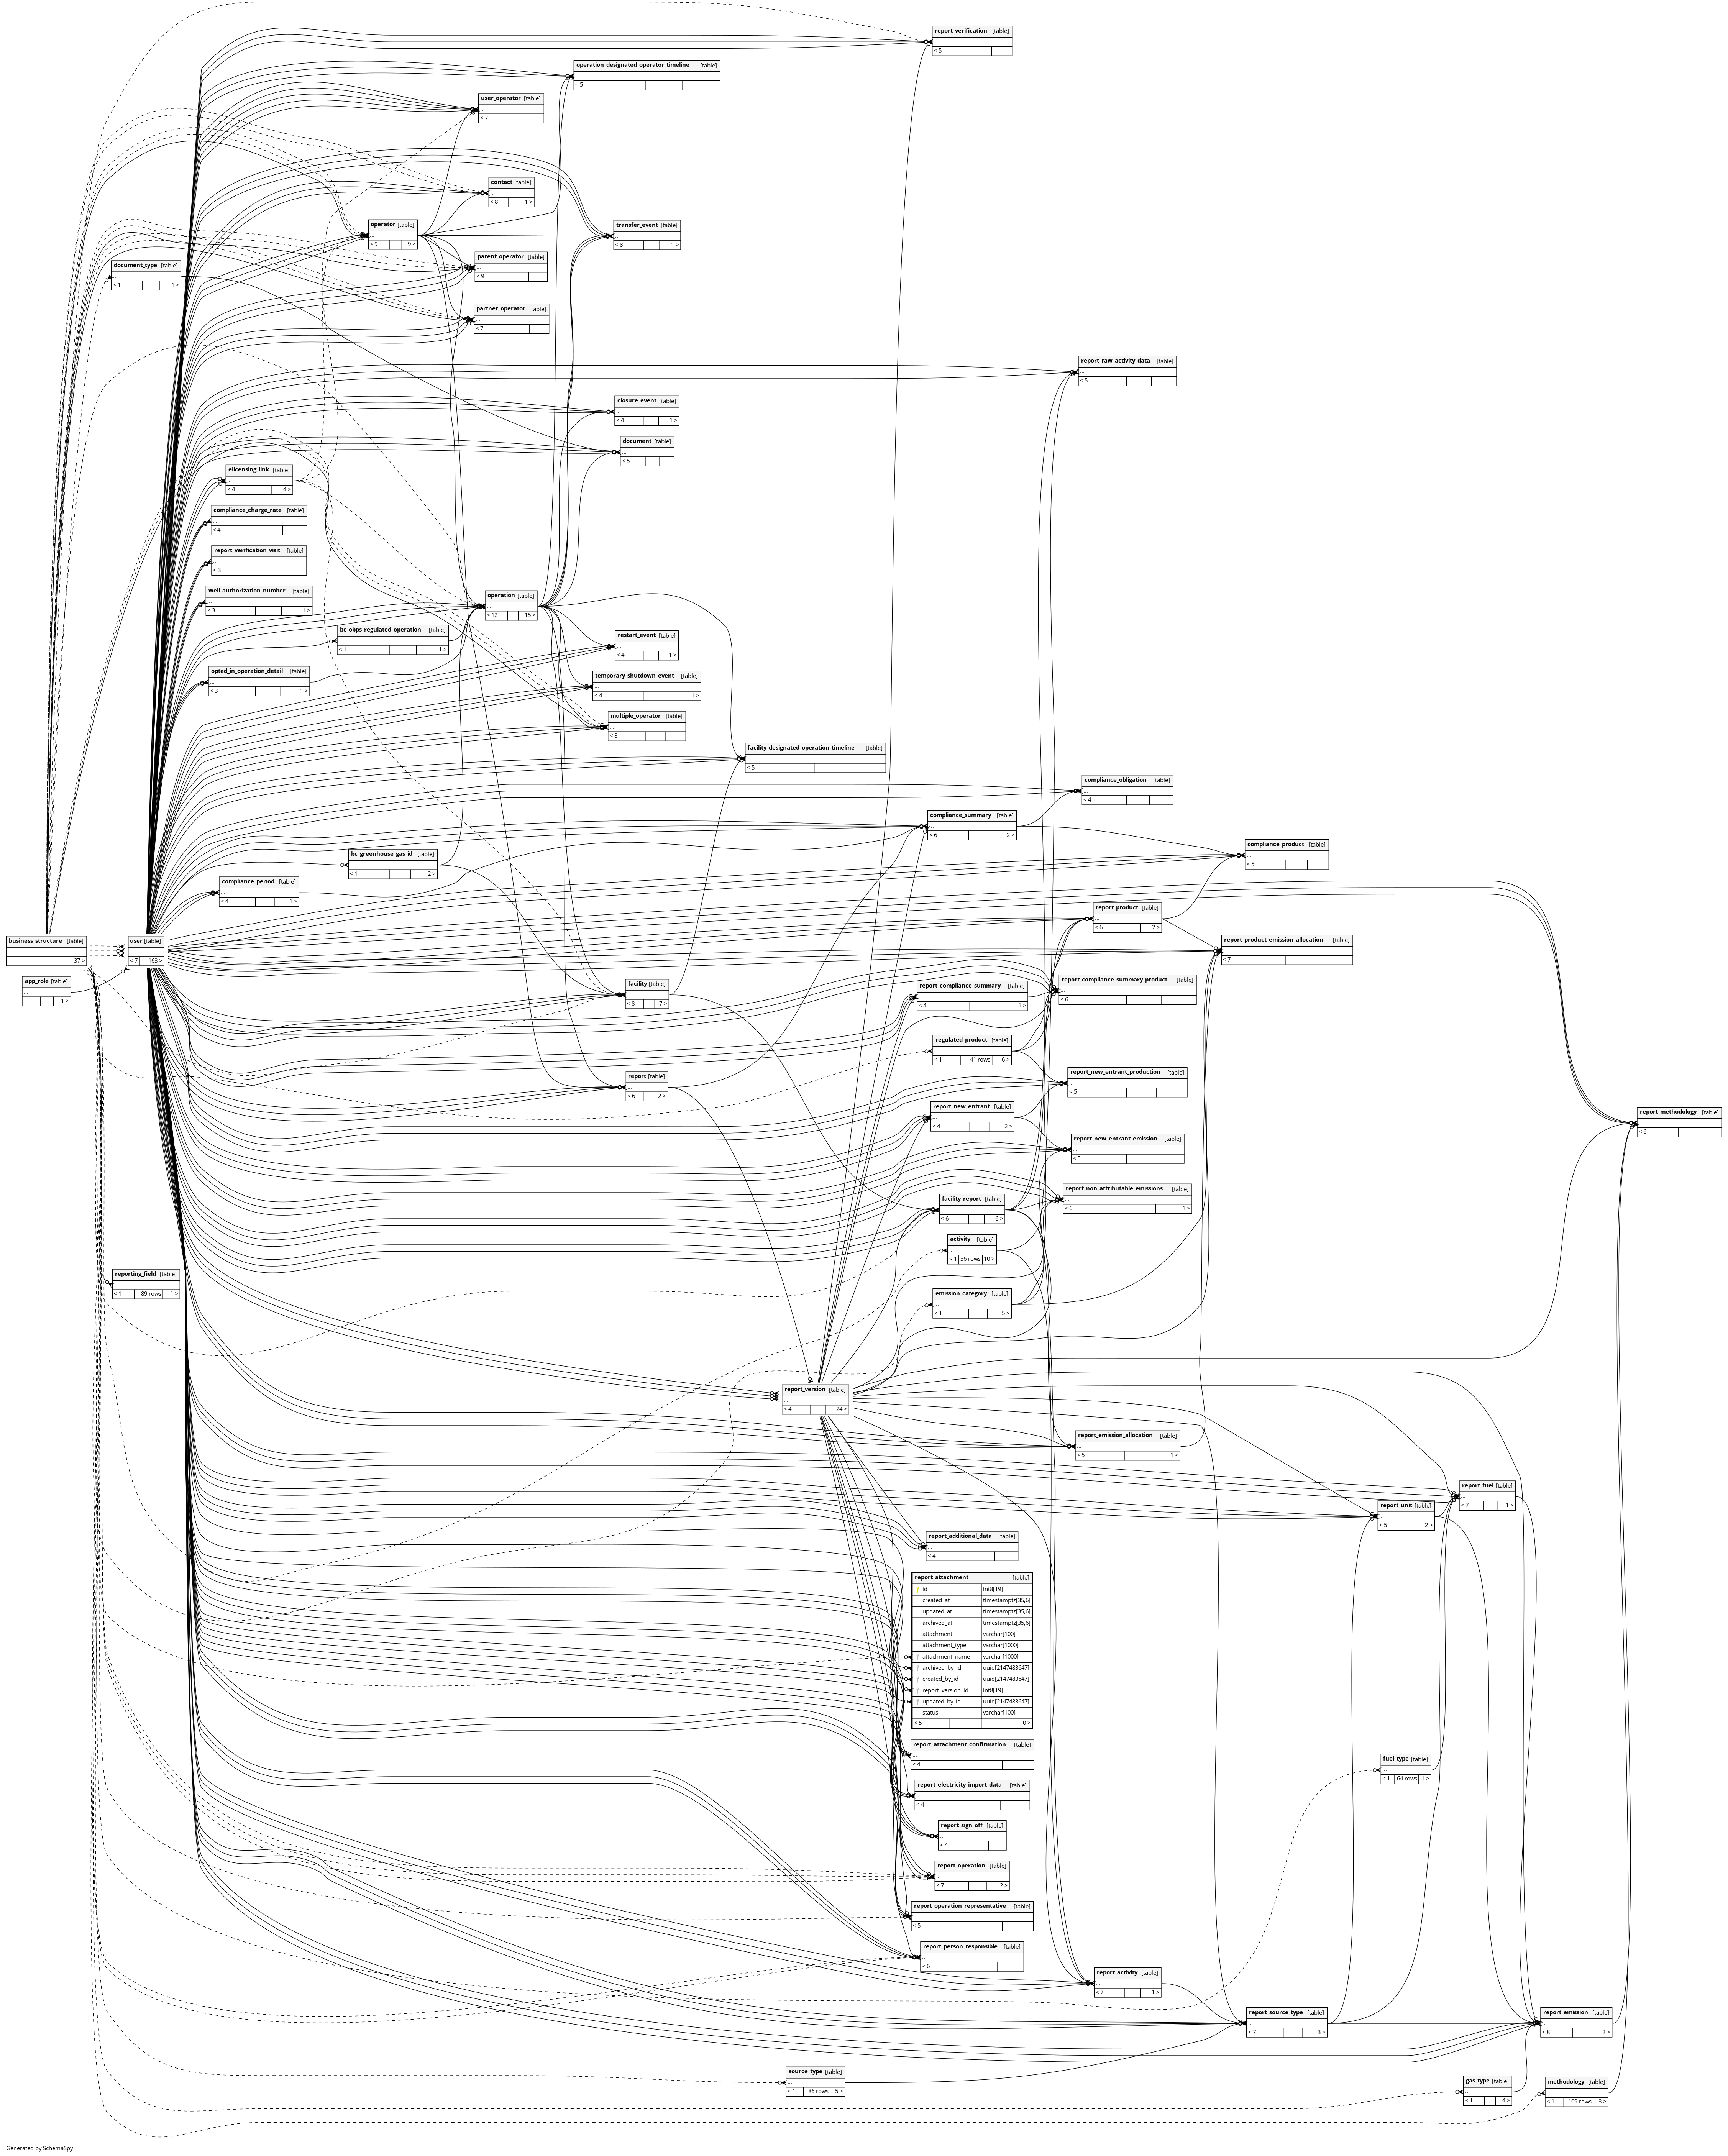 report_verification [table]
...
< 5
operation_designated_operator_timeline [table]
...
< 5
user_operator [table]
...
< 7
contact [table]
...
< 8 1 >
operator [table]
...
< 9 9 >
transfer_event [table]
...
< 8 1 >
parent_operator [table]
...
< 9
document_type [table]
...
< 1 1 >
partner_operator [table]
...
< 7
report_raw_activity_data [table]
...
< 5
closure_event [table]
...
< 4 1 >
document [table]
...
< 5
elicensing_link [table]
...
< 4 4 >
compliance_charge_rate [table]
...
< 4
report_verification_visit [table]
...
< 3
well_authorization_number [table]
...
< 3 1 >
operation [table]
...
< 12 15 >
bc_obps_regulated_operation [table]
...
< 1 1 >
restart_event [table]
...
< 4 1 >
opted_in_operation_detail [table]
...
< 3 1 >
temporary_shutdown_event [table]
...
< 4 1 >
multiple_operator [table]
...
< 8
facility_designated_operation_timeline [table]
...
< 5
compliance_obligation [table]
...
< 4
compliance_summary [table]
...
< 6 2 >
compliance_product [table]
...
< 5
bc_greenhouse_gas_id [table]
...
< 1 2 >
compliance_period [table]
...
< 4 1 >
report_product [table]
...
< 6 2 >
business_structure [table]
...
37 >
user [table]
...
< 7 163 >
report_product_emission_allocation [table]
...
< 7
app_role [table]
...
1 >
facility [table]
...
< 8 7 >
report_compliance_summary [table]
...
< 4 1 >
report_compliance_summary_product [table]
...
< 6
regulated_product [table]
...
< 1 41 rows 6 >
report [table]
...
< 6 2 >
report_new_entrant_production [table]
...
< 5
report_new_entrant [table]
...
< 4 2 >
report_methodology [table]
...
< 6
report_new_entrant_emission [table]
...
< 5
report_non_attributable_emissions [table]
...
< 6 1 >
facility_report [table]
...
< 6 6 >
activity [table]
...
< 1 36 rows 10 >
reporting_field [table]
...
< 1 89 rows 1 >
emission_category [table]
...
< 1 5 >
report_version [table]
...
< 4 24 >
report_emission_allocation [table]
...
< 5 1 >
report_fuel [table]
...
< 7 1 >
report_unit [table]
...
< 5 2 >
report_additional_data [table]
...
< 4
report_attachment [table]
id int8[19]
created_at timestamptz[35,6]
updated_at timestamptz[35,6]
archived_at timestamptz[35,6]
attachment varchar[100]
attachment_type varchar[1000]
attachment_name varchar[1000]
archived_by_id uuid[2147483647]
created_by_id uuid[2147483647]
report_version_id int8[19]
updated_by_id uuid[2147483647]
status varchar[100]
< 5 0 >
report_attachment_confirmation [table]
...
< 4
fuel_type [table]
...
< 1 64 rows 1 >
report_electricity_import_data [table]
...
< 4
report_sign_off [table]
...
< 4
report_operation [table]
...
< 7 2 >
report_operation_representative [table]
...
< 5
report_person_responsible [table]
...
< 6
report_activity [table]
...
< 7 1 >
report_source_type [table]
...
< 7 3 >
report_emission [table]
...
< 8 2 >
source_type [table]
...
< 1 86 rows 5 >
gas_type [table]
...
< 1 4 >
methodology [table]
...
< 1 109 rows 3 >
Generated by SchemaSpy